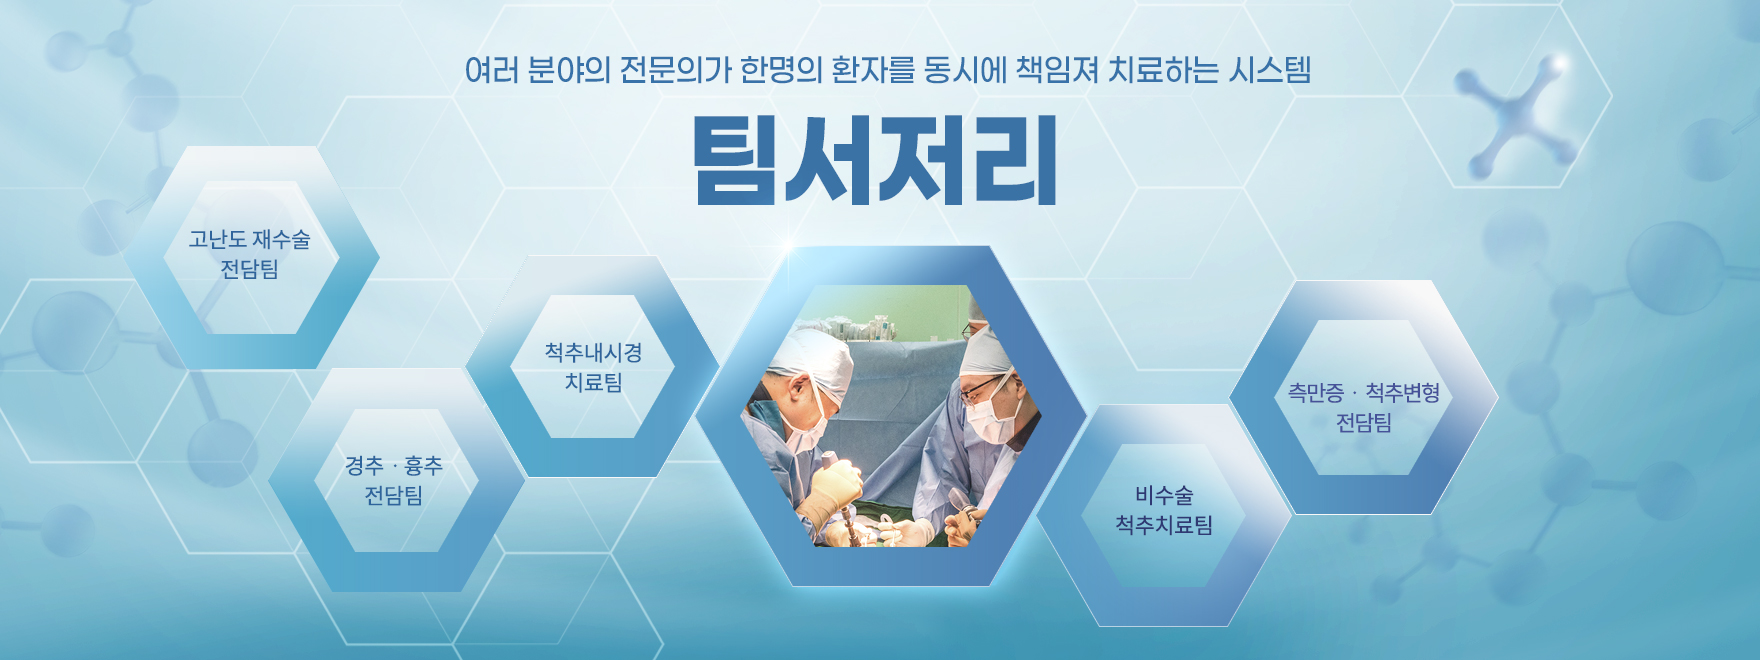 여러 분야의 전문의가 한명의 환자를 동시에 책임져 치료하는 시스템
팀서저리
고난도 재수술
전담팀
경추 · 흉추
전담팀
척추내시경
치료팀
비수술
척추치료팀
측만증 · 척추변형
전담팀